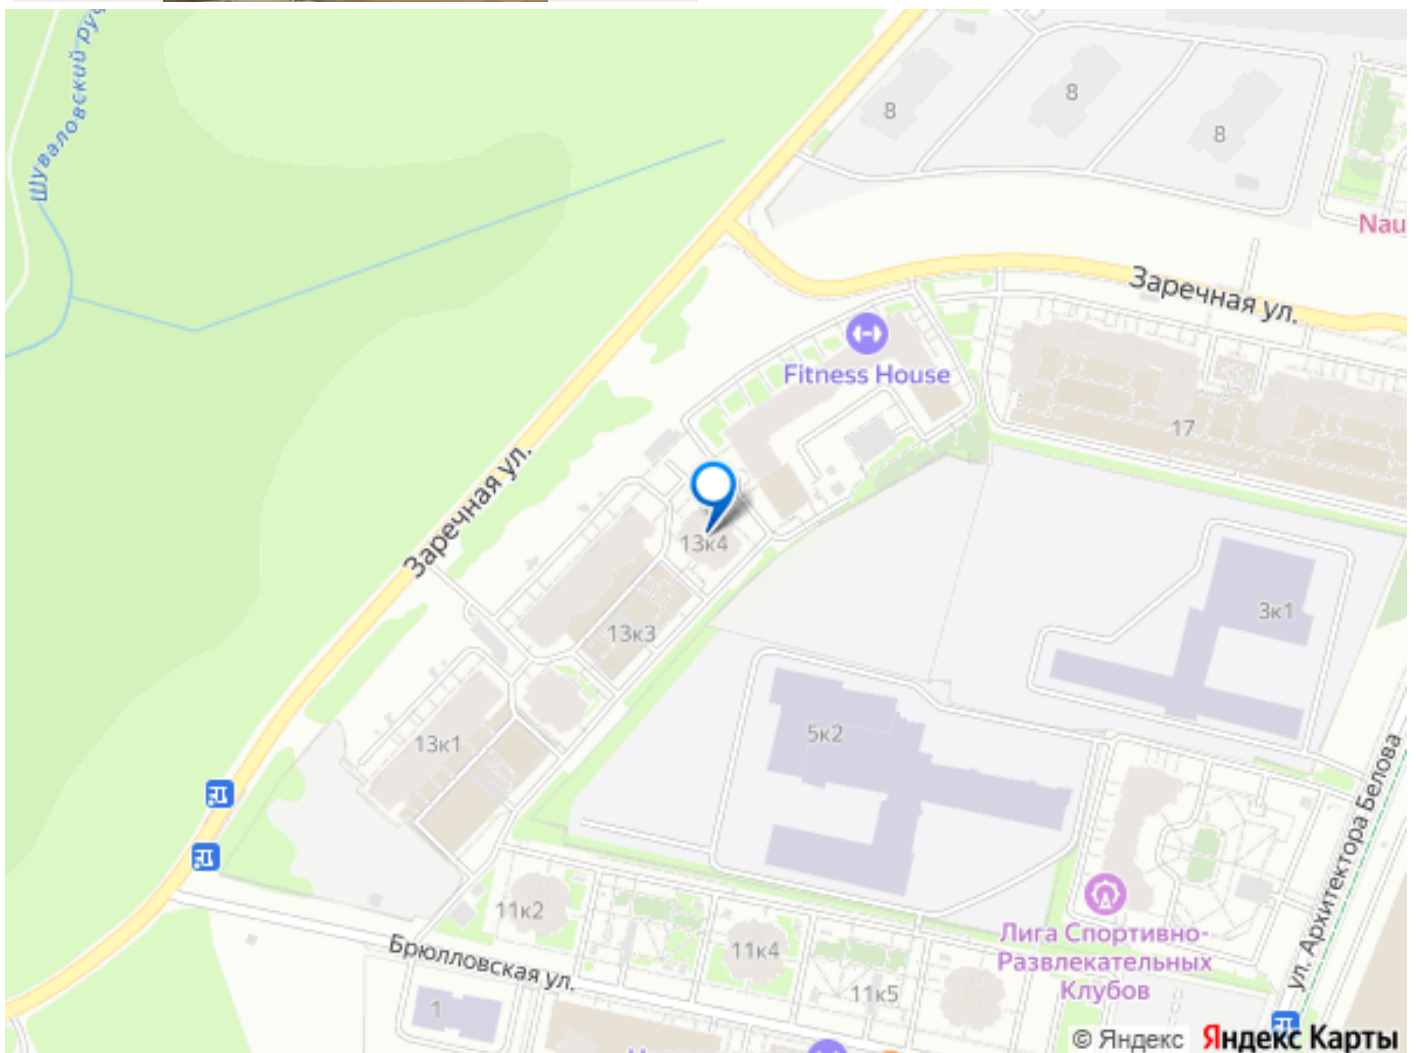 Шуваловский руч
8
8
8
Nau
Заречная ул.
Fitness House
17
Заречная ул.
13к4
3к1
13к3
5к2
13к1
ул. Архитектора Белова
11к2
Лига Спортивно-
Развлекательных
Клубов
11к4
Брюлловская ул.
11к5
1
© Яндекс Яндекс Карты